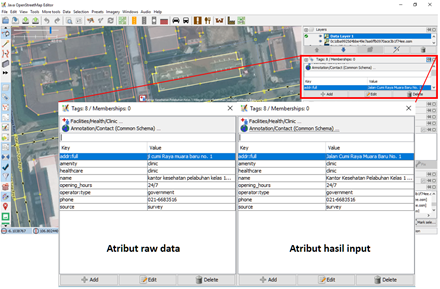 Java OpenStreetMap Editor
File Edit View Tools More tools Data Selection Presets Imagery Windows Audio Help
Layers
Data Layer 1
Tags: 8 / Memberships: 0
Facilities/Health/Clinic ...
Annotation/Contact (Common Schema) ...
Key Value
addr:full Jalan Cumi Raya Muara Baru No. 1
Add Edit Delete
Tags: 8 / Memberships: 0
Facilities/Health/Clinic ...
Annotation/Contact (Common Schema) ...
Key Value
addr:full jl cumi Raya muara baru no. 1
amenity clinic
healthcare clinic
name kantor Kesehatan Pelabuhan Kelas 1...
opening_hours 24/7
operator:type government
phone 021-6683516
source survey
Atribut raw data
Add Edit Delete
Tags: 8 / Memberships: 0
Facilities/Health/Clinic ...
Annotation/Contact (Common Schema) ...
Key Value
addr:full Jalan Cumi Raya Muara Baru No. 1
amenity clinic
healthcare clinic
name Kantor Kesehatan Pelabuhan Kelas 1 ...
opening_hours 24/7
operator:type government
phone 021-6683516
source survey
Atribut hasil input
Add Edit Delete